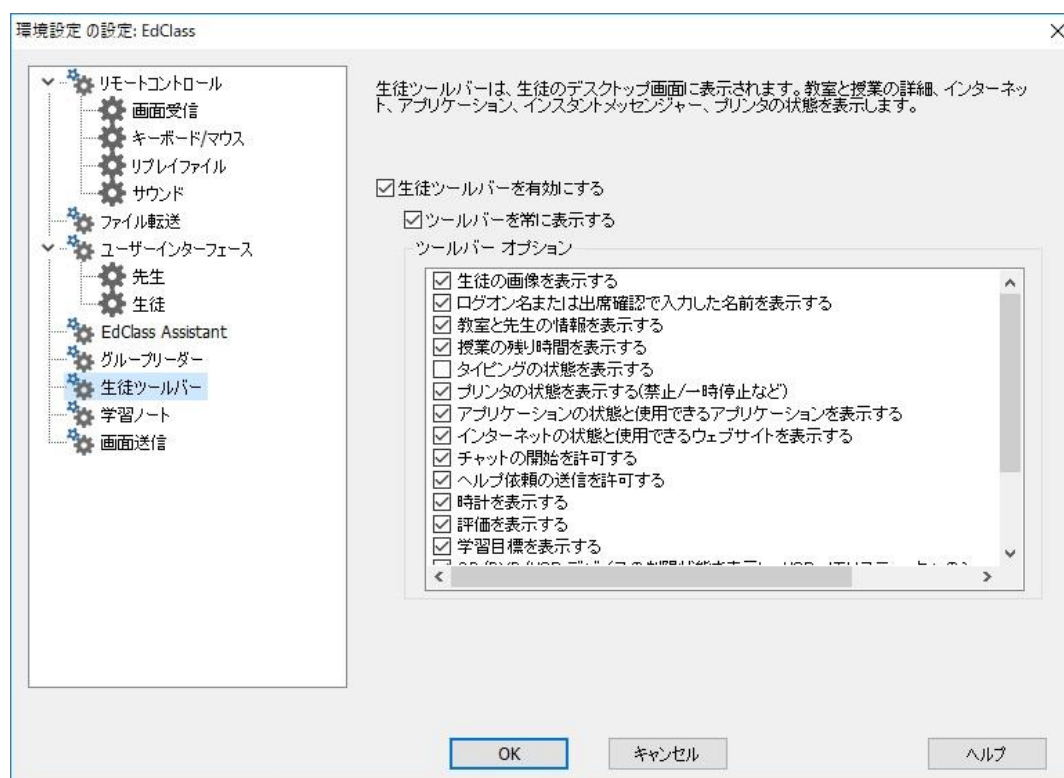 環境設定 の設定: EdClass
リモートコントロール
画面受信
キーボード/マウス
リプレイファイル
サウンド
ファイル転送
ユーザーインターフェース
先生
生徒
EdClass Assistant
グループリーダー
生徒ツールバー
学習ノート
画面送信
生徒ツールバーは、生徒のデスクトップ画面に表示されます。教室と授業の詳細、インターネッ
ト、アプリケーション、インスタントメッセンジャー、プリンタの状態を表示します。
生徒ツールバーを有効にする
ツールバーを常に表示する
ツールバー オプション
生徒の画像を表示する
ログオン名または出席確認で入力した名前を表示する
教室と先生の情報を表示する
授業の残り時間を表示する
タイピングの状態を表示する
プリンタの状態を表示する(禁止/一時停止など)
アプリケーションの状態と使用できるアプリケーションを表示する
インターネットの状態と使用できるウェブサイトを表示する
チャットの開始を許可する
ヘルプ依頼の送信を許可する
時計を表示する
評価を表示する
学習目標を表示する
OK
キャンセル
ヘルプ